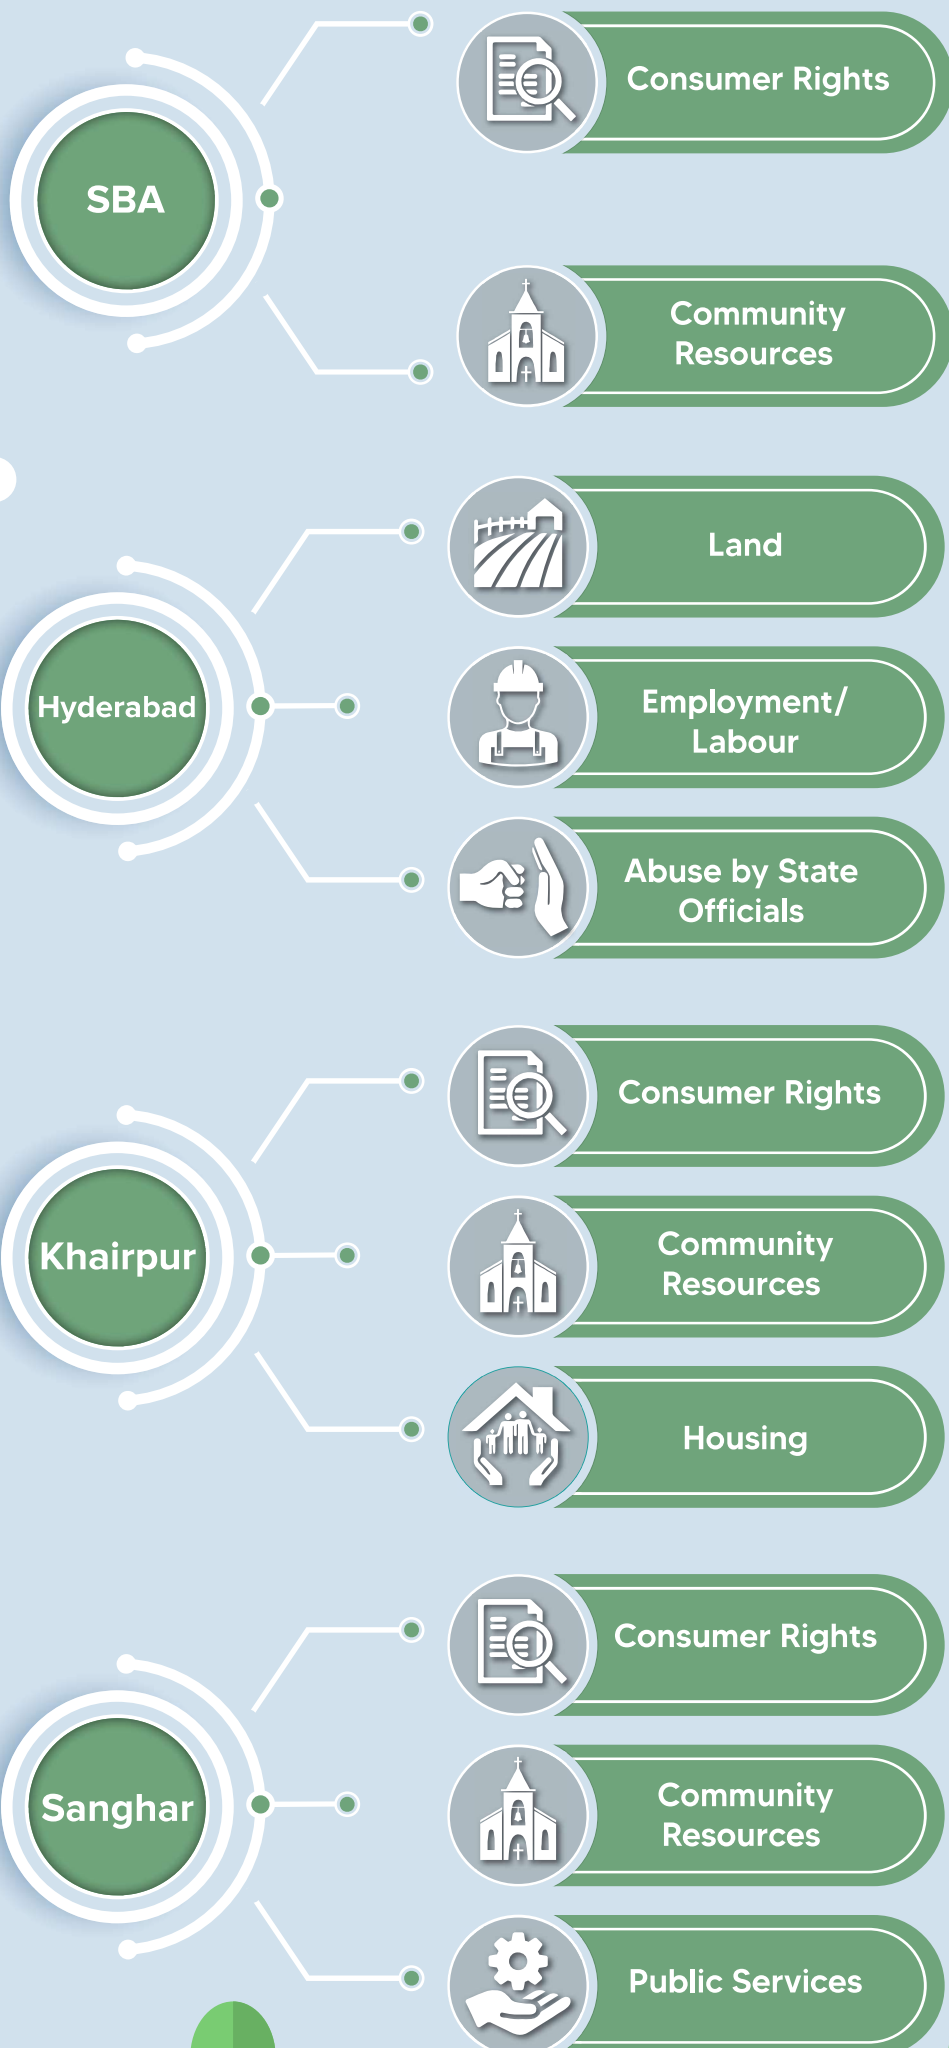 SBA
Consumer Rights
Community
Resources
Hyderabad
Land
Employment/
Labour
Abuse by State
Officials
Khairpur
Consumer Rights
Community
Resources
Housing
Sanghar
Consumer Rights
Community
Resources
Public Services